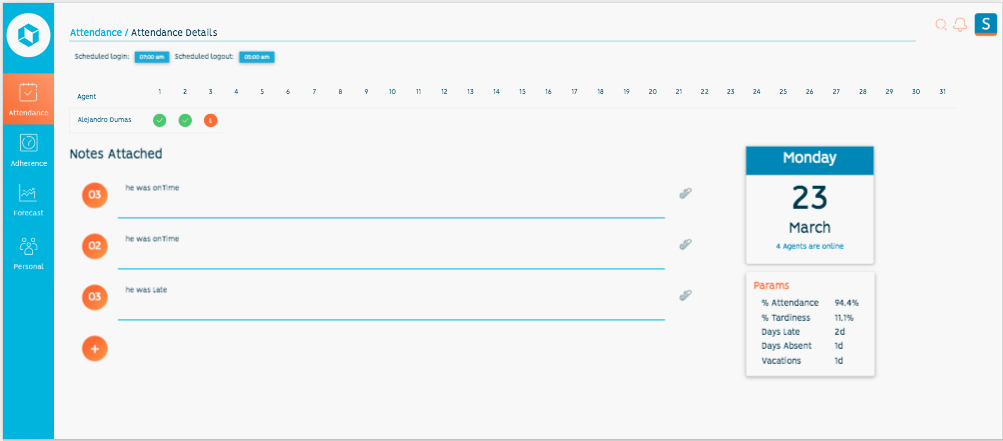 Attendance / Attendance Details
S
Scheduled login: 07:00 am Scheduled logout: 05:00 am
Agent 1 2 3 4 5 6 7 8 9 10 11 12 13 14 15 16 17 18 19 20 21 22 23 24 25 26 27 28 29 30 31
Attendance
Alejandro Dumas
Notes Attached
Monday
Adherence
03 he was onTime
23
Forecast
March
02 he was onTime
4 Agents are online
Personal
Params
03 he was Late
% Attendance 94.4%
% Tardiness 11.1%
Days Late 2d
Days Absent 1d
+
Vacations 1d